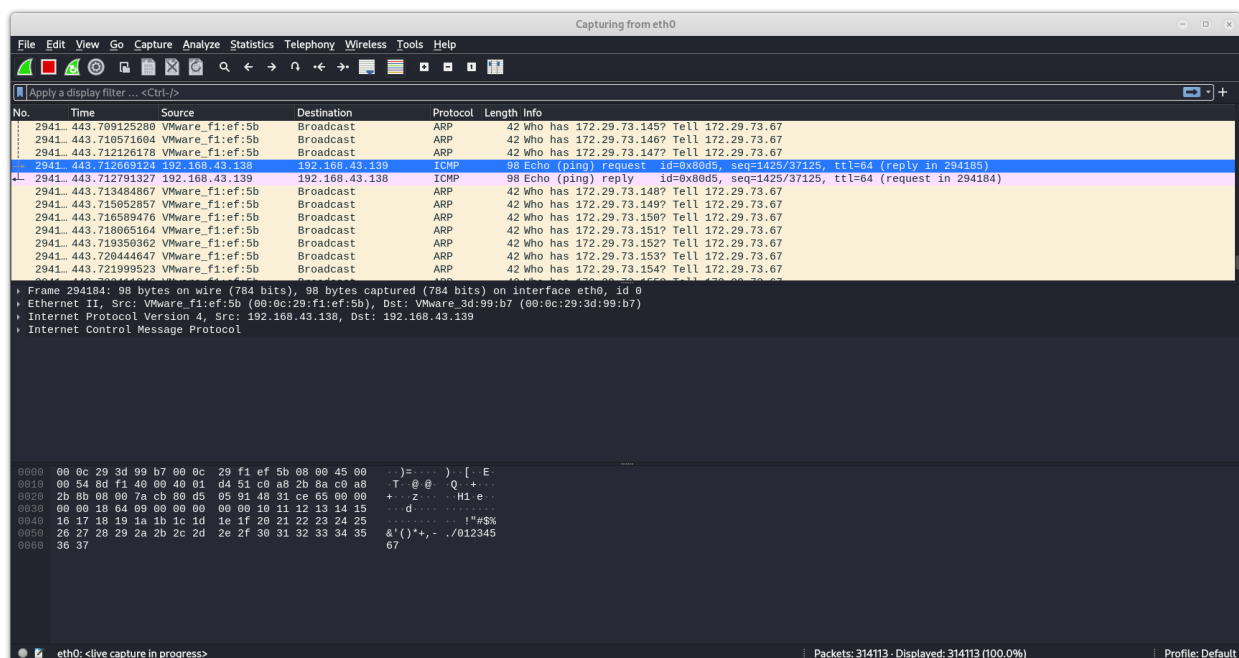 Capturing from eth0
File Edit View Go Capture Analyze Statistics Telephony Wireless Tools Help
Apply a display filter ... <Ctrl-/>
No. Time Source Destination Protocol Length Info
2941… 443.709125280 VMware_f1:ef:5b Broadcast ARP 42 Who has 172.29.73.145? Tell 172.29.73.67
2941… 443.710571604 VMware_f1:ef:5b Broadcast ARP 42 Who has 172.29.73.146? Tell 172.29.73.67
2941… 443.712126178 VMware_f1:ef:5b Broadcast ARP 42 Who has 172.29.73.147? Tell 172.29.73.67
2941… 443.712669124 192.168.43.138 192.168.43.139 ICMP 98 Echo (ping) request id=0x80d5, seq=1425/37125, ttl=64 (reply in 294185)
2941… 443.712791327 192.168.43.139 192.168.43.138 ICMP 98 Echo (ping) reply id=0x80d5, seq=1425/37125, ttl=64 (request in 294184)
2941… 443.713484867 VMware_f1:ef:5b Broadcast ARP 42 Who has 172.29.73.148? Tell 172.29.73.67
2941… 443.715052857 VMware_f1:ef:5b Broadcast ARP 42 Who has 172.29.73.149? Tell 172.29.73.67
2941… 443.716589476 VMware_f1:ef:5b Broadcast ARP 42 Who has 172.29.73.150? Tell 172.29.73.67
2941… 443.718065164 VMware_f1:ef:5b Broadcast ARP 42 Who has 172.29.73.151? Tell 172.29.73.67
2941… 443.719350362 VMware_f1:ef:5b Broadcast ARP 42 Who has 172.29.73.152? Tell 172.29.73.67
2941… 443.720444647 VMware_f1:ef:5b Broadcast ARP 42 Who has 172.29.73.153? Tell 172.29.73.67
2941… 443.721999523 VMware_f1:ef:5b Broadcast ARP 42 Who has 172.29.73.154? Tell 172.29.73.67
Frame 294184: 98 bytes on wire (784 bits), 98 bytes captured (784 bits) on interface eth0, id 0
Ethernet II, Src: VMware_f1:ef:5b (00:0c:29:f1:ef:5b), Dst: VMware_3d:99:b7 (00:0c:29:3d:99:b7)
Internet Protocol Version 4, Src: 192.168.43.138, Dst: 192.168.43.139
Internet Control Message Protocol
0000 00 0c 29 3d 99 b7 00 0c 29 f1 ef 5b 08 00 45 00 ··)=···· )··[··E·
0010 00 54 8d f1 40 00 40 01 d4 51 c0 a8 2b 8a c0 a8 ·T··@·@· ·Q··+···
0020 2b 8b 08 00 7a cb 80 d5 05 91 48 31 ce 65 00 00 +···z··· ··H1·e··
0030 00 00 18 64 09 00 00 00 00 00 10 11 12 13 14 15 ···d···· ········
0040 16 17 18 19 1a 1b 1c 1d 1e 1f 20 21 22 23 24 25 ········ ·· !"#$%
0050 26 27 28 29 2a 2b 2c 2d 2e 2f 30 31 32 33 34 35 &'()*+,- ./012345
0060 36 37 67
eth0: <live capture in progress> Packets: 314113 · Displayed: 314113 (100.0%) Profile: Default